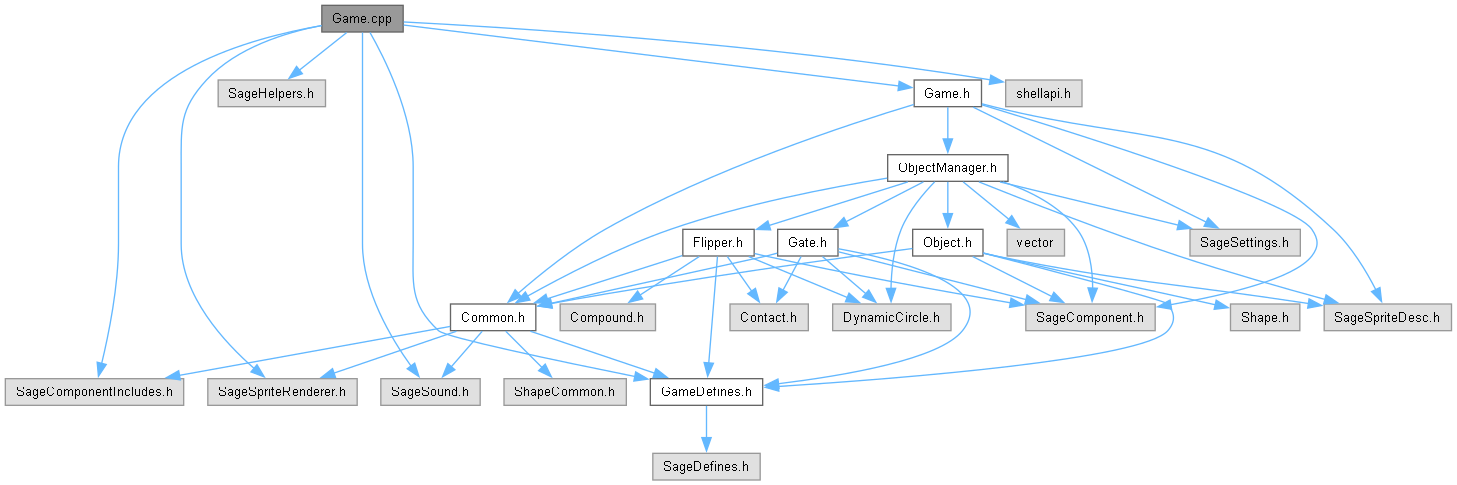 Game.cpp
SageHelpers.h
Game.h
shellapi.h
ObjectManager.h
Flipper.h
Gate.h
Object.h
vector
SageSettings.h
Common.h
Compound.h
Contact.h
DynamicCircle.h
SageComponent.h
Shape.h
SageSpriteDesc.h
SageComponentIncludes.h
SageSpriteRenderer.h
SageSound.h
ShapeCommon.h
GameDefines.h
SageDefines.h